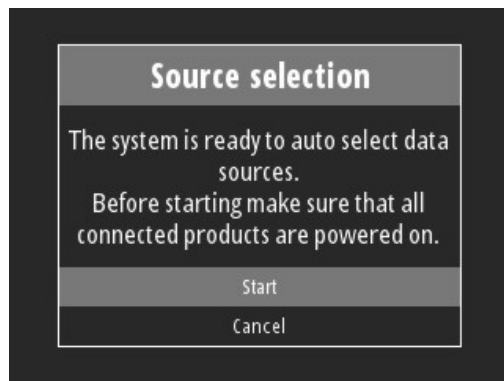 Source selection
The system is ready to auto select data
sources.
Before starting make sure that all
connected products are powered on.
Start
Cancel